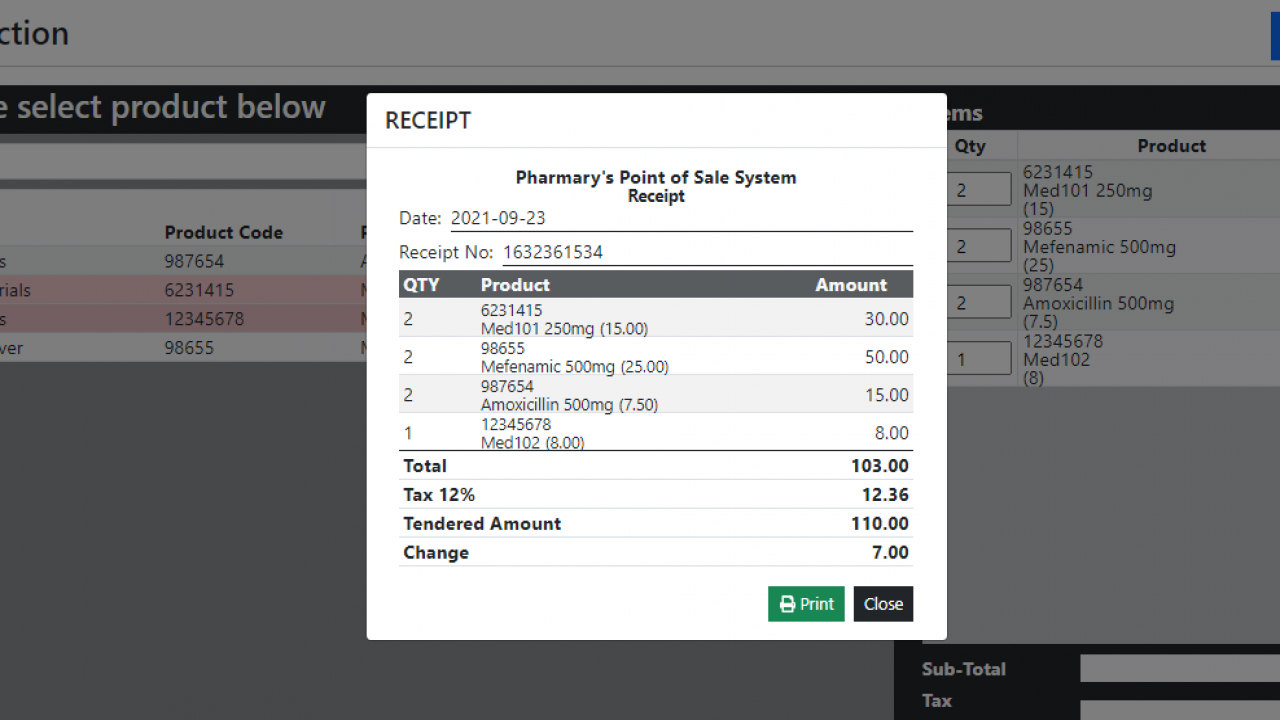 ction
e select product below
ems
Product Code
s 987654
rials 6231415
s 12345678
ver 98655
RECEIPT
Pharmary's Point of Sale System
Receipt
Date: 2021-09-23
Receipt No: 1632361534
QTY Product Amount
2 6231415 30.00
Med101 250mg (15.00)
2 98655 50.00
Mefenamic 500mg (25.00)
2 987654 15.00
Amoxicillin 500mg (7.50)
1 12345678 8.00
Med102 (8.00)
Total 103.00
Tax 12% 12.36
Tendered Amount 110.00
Change 7.00
Print Close
Qty Product
2 6231415
Med101 250mg
(15)
2 98655
Mefenamic 500mg
(25)
2 987654
Amoxicillin 500mg
(7.5)
1 12345678
Med102
(8)
Sub-Total
Tax